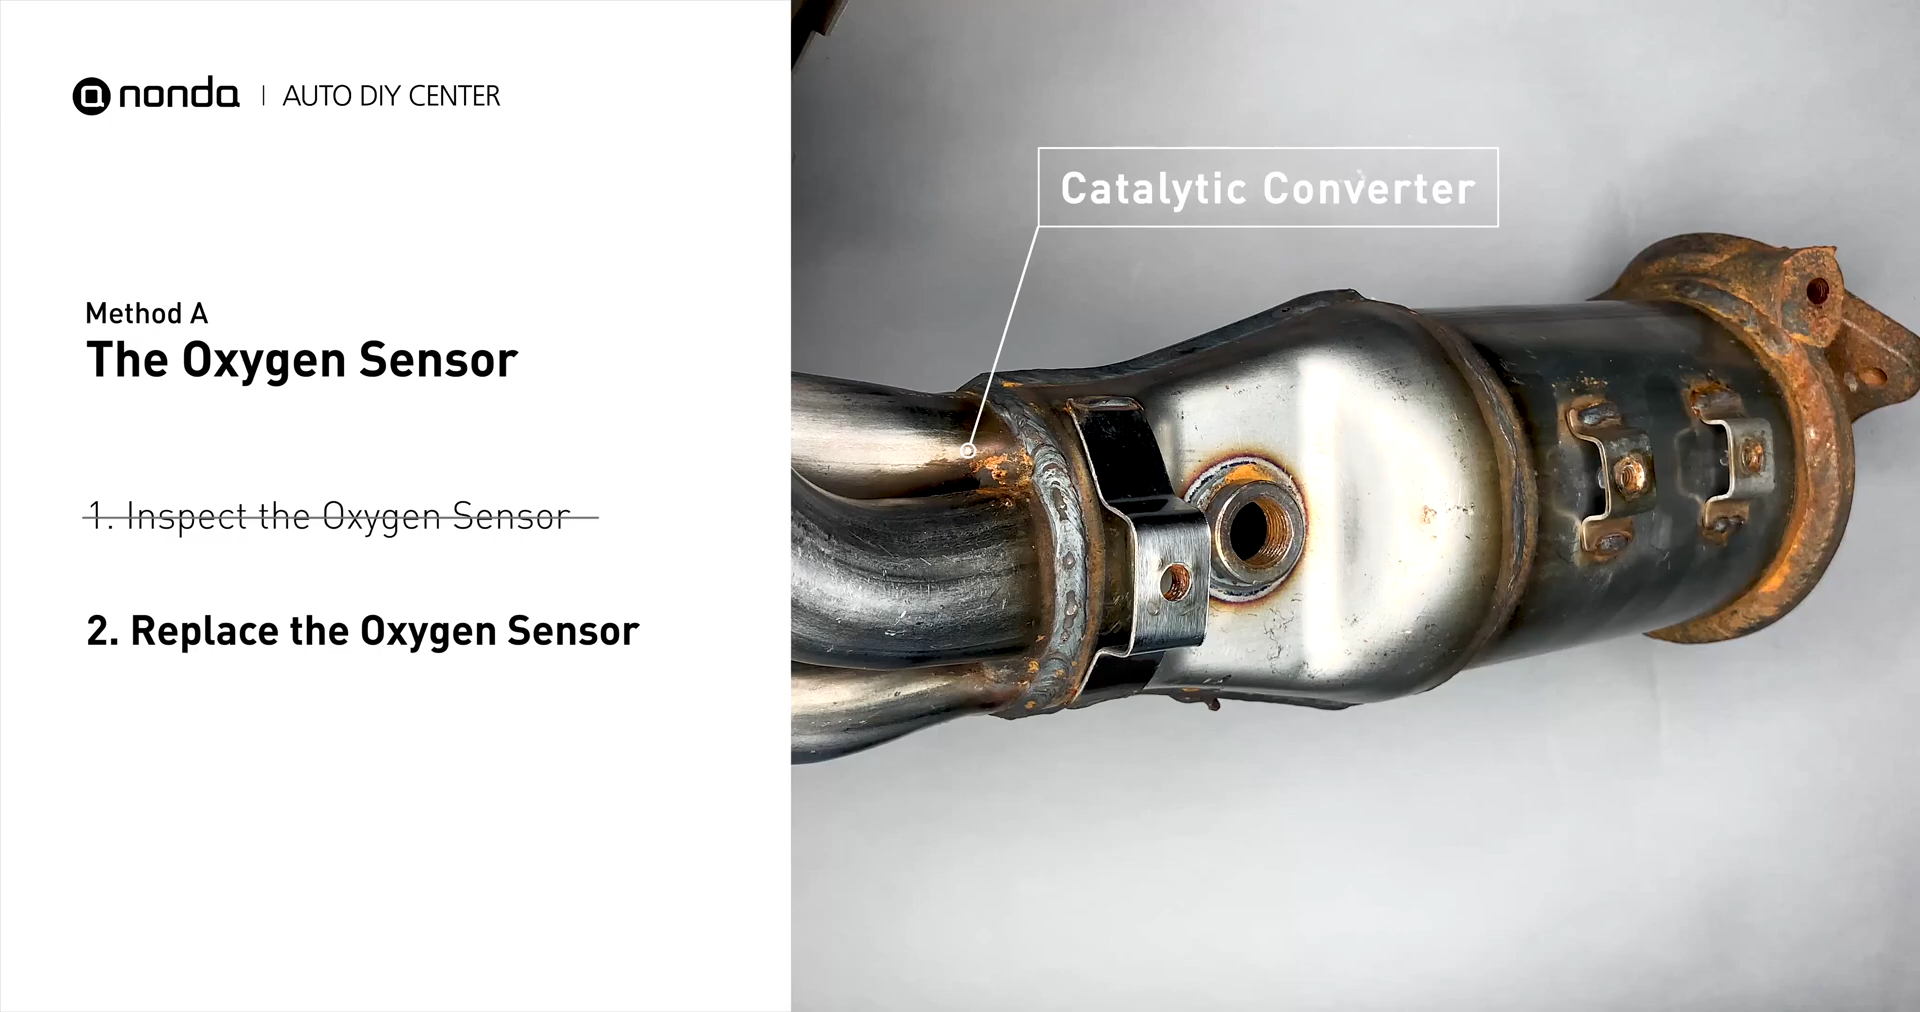 nonda | AUTO DIY CENTER
Method A
The Oxygen Sensor
1. Inspect the Oxygen Sensor
2. Replace the Oxygen Sensor
Catalytic Converter